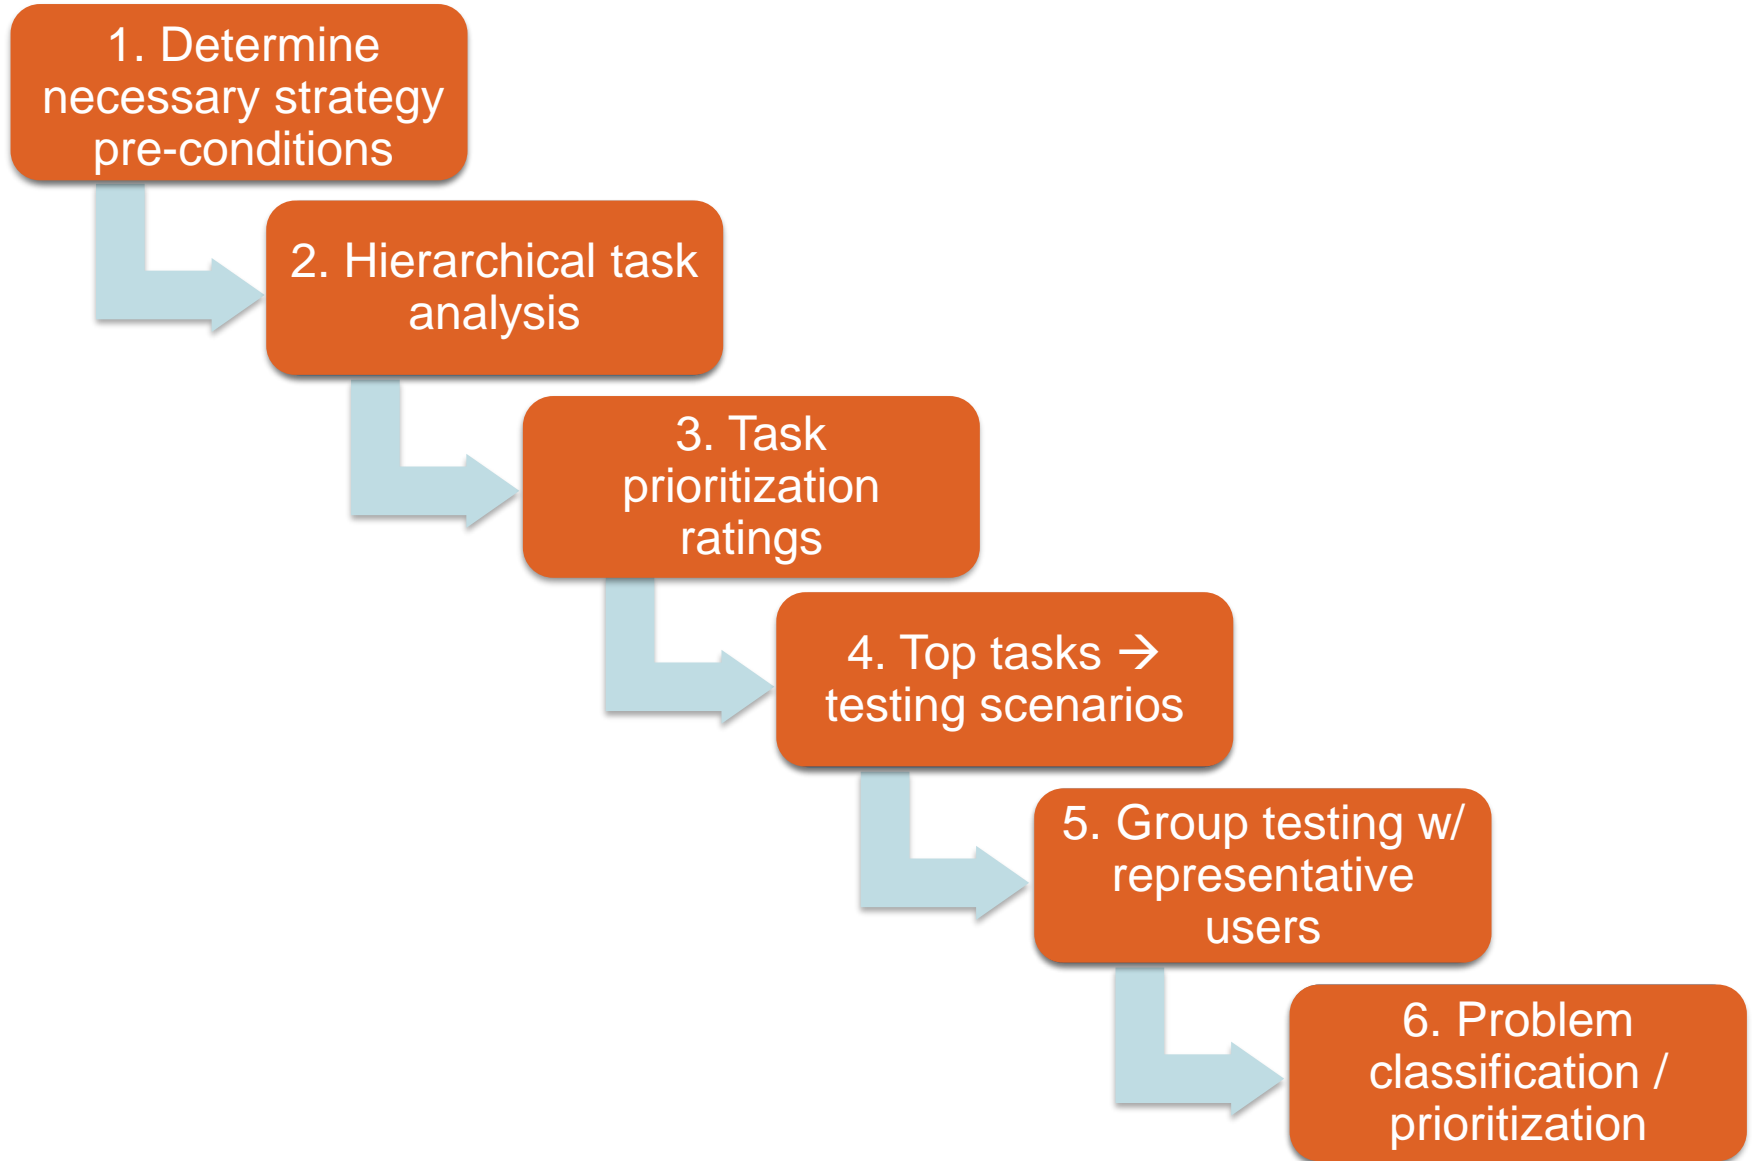 1. Determine
necessary strategy
pre-conditions
2. Hierarchical task
analysis
3. Task
prioritization
ratings
4. Top tasks →
testing scenarios
5. Group testing w/
representative
users
6. Problem
classification /
prioritization